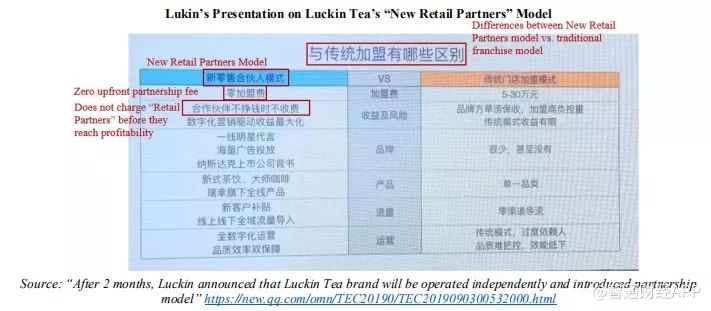 Lukin’s Presentation on Luckin Tea’s “New Retail Partners” Model
Differences between New Retail
Partners model vs. traditional
franchise model
与传统加盟有哪些区别
New Retail Partners Model
新零售合伙人模式 VS 传统门店加盟模式
Zero upfront partnership fee
零加盟费 加盟费 5-30万元
Does not charge “Retail
Partners” before they
reach profitability
合作伙伴不挣钱时不收费
数字化营销驱动收益最大化
收益及风险
品牌方旱涝保收，加盟商负担重
传统模式收益有限
一线明星代言
海量广告投放
纳斯达克上市公司背书
品牌
很少，甚至没有
新式茶饮、大师咖啡
瑞幸旗下全线产品
产品
单一品类
新客户补贴
线上线下全域流量导入
流量
零渠道导流
全数字化运营
品质效率双保障
运营
传统模式，过度依赖人
品质难把控，效能低下
Source: “After 2 months, Luckin announced that Luckin Tea brand will be operated independently and introduced partnership
model” https://new.qq.com/omn/TEC20190/TEC2019090300532000.html
@智通财经APP